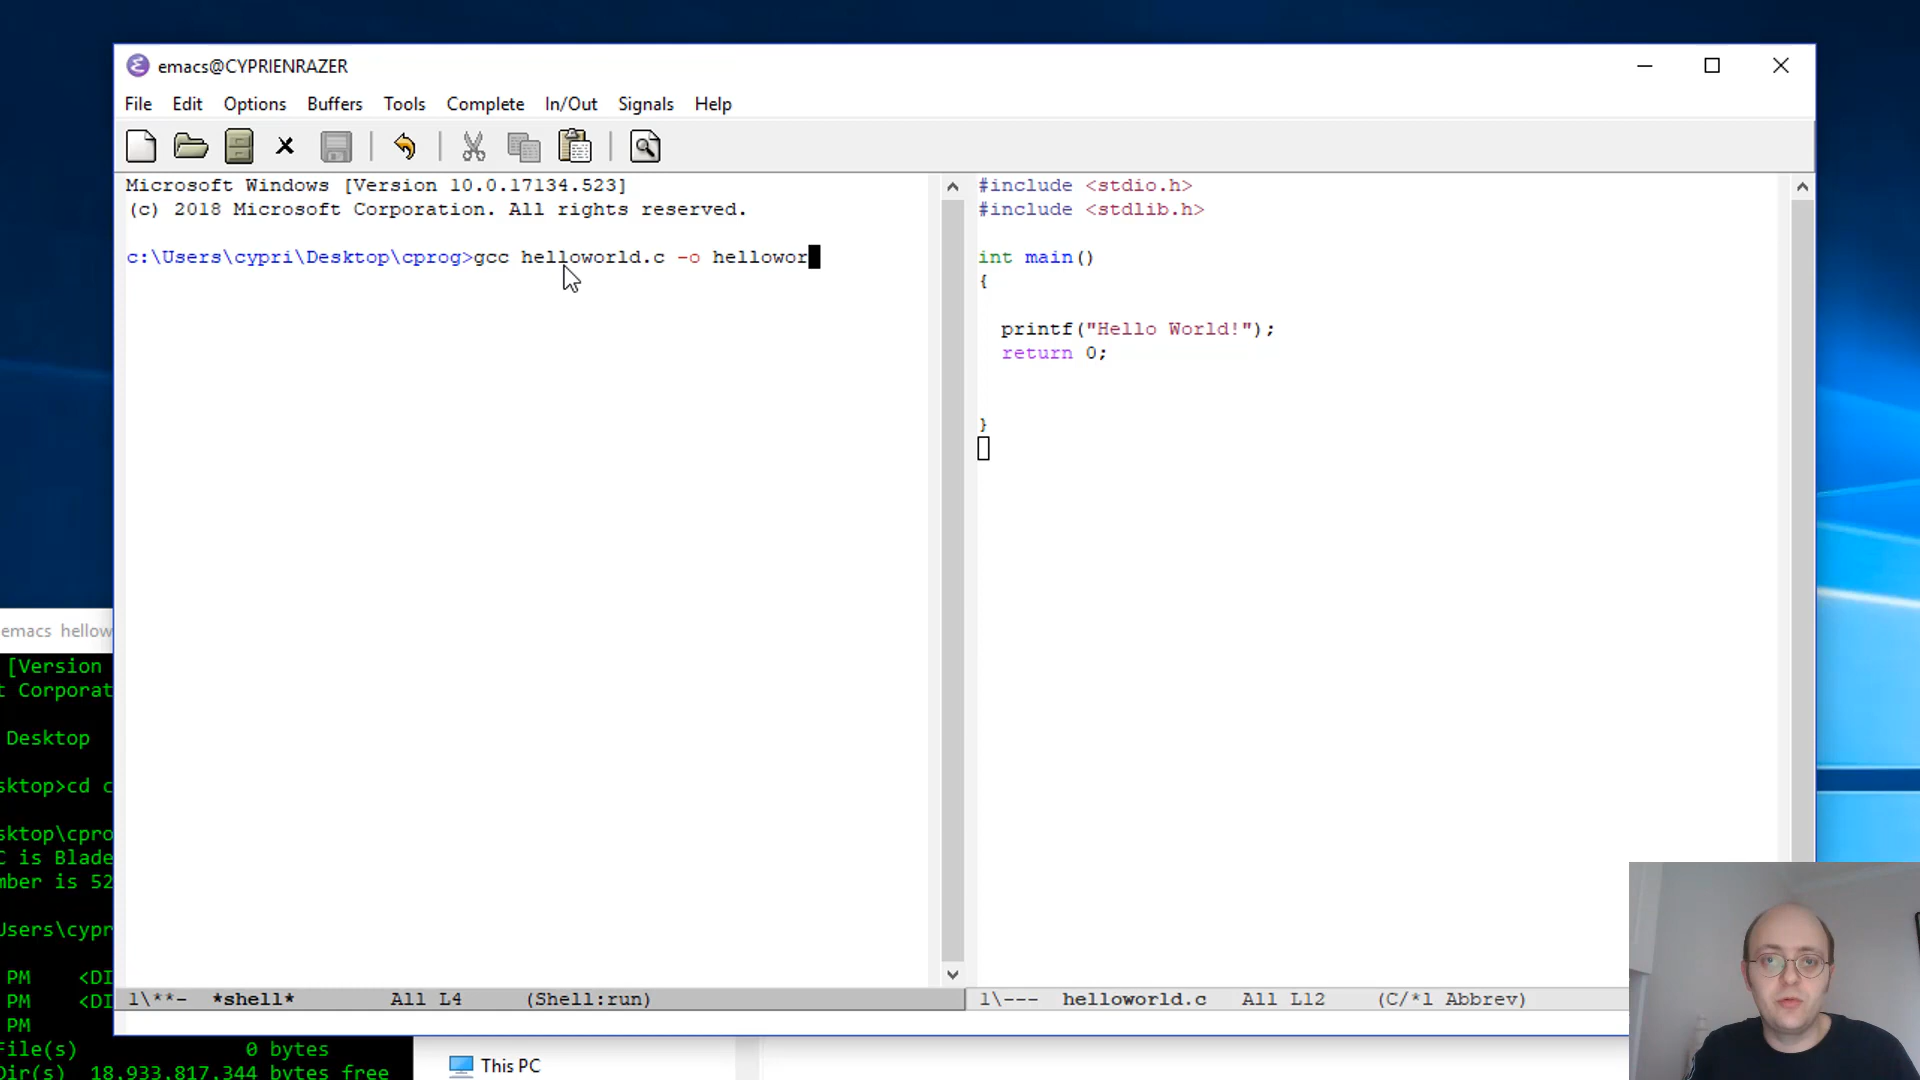 emacs@CYPRIENRAZER
File Edit Options Buffers Tools Complete In/Out Signals Help
Microsoft Windows [Version 10.0.17134.523]
(c) 2018 Microsoft Corporation. All rights reserved.
c:\Users\cypri\Desktop\cprog>gcc helloworld.c -o hellowor
#include <stdio.h>
#include <stdlib.h>
int main()
{
printf("Hello World!");
return 0;
}
1\**- *shell* All L4 (Shell:run)
1\--- helloworld.c All L12 (C/*l Abbrev)
emacs hellow
[Version
t Corporat
Desktop
sktop>cd c
sktop\cpro
C is Blade
mber is 52
Users\cypr
PM <DI
PM <DI
PM
File(s) 0 bytes
Dir(s) 18,933,817,344 bytes free
This PC